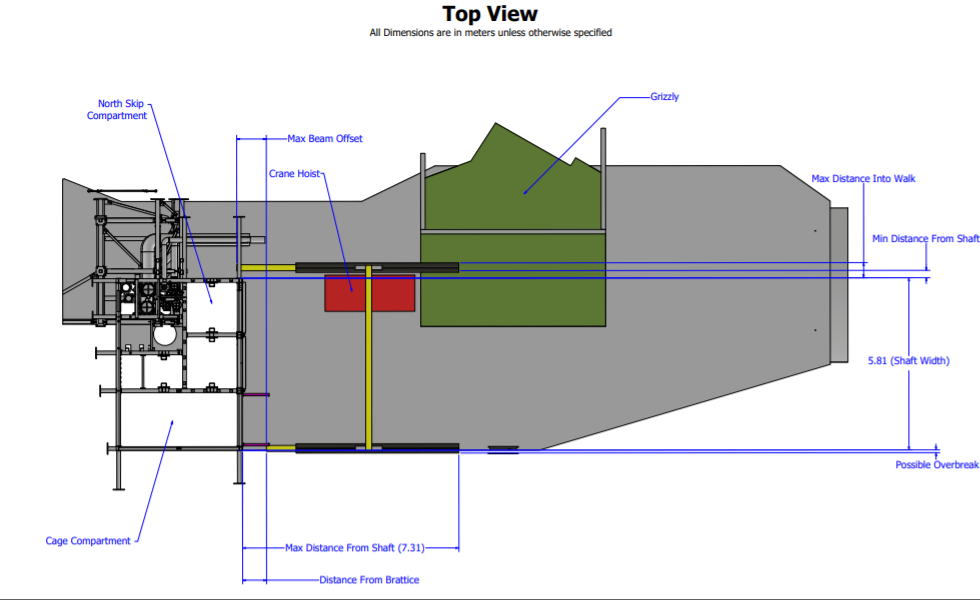 Top View
All Dimensions are in meters unless otherwise specified
Grizzly
North Skip
Compartment
Max Beam Offset
Crane Hoist
Max Distance Into Walk
Min Distance From Shaft
5.81 (Shaft Width)
Possible Overbreak
Cage Compartment
Max Distance From Shaft (7.31)
Distance From Brattice